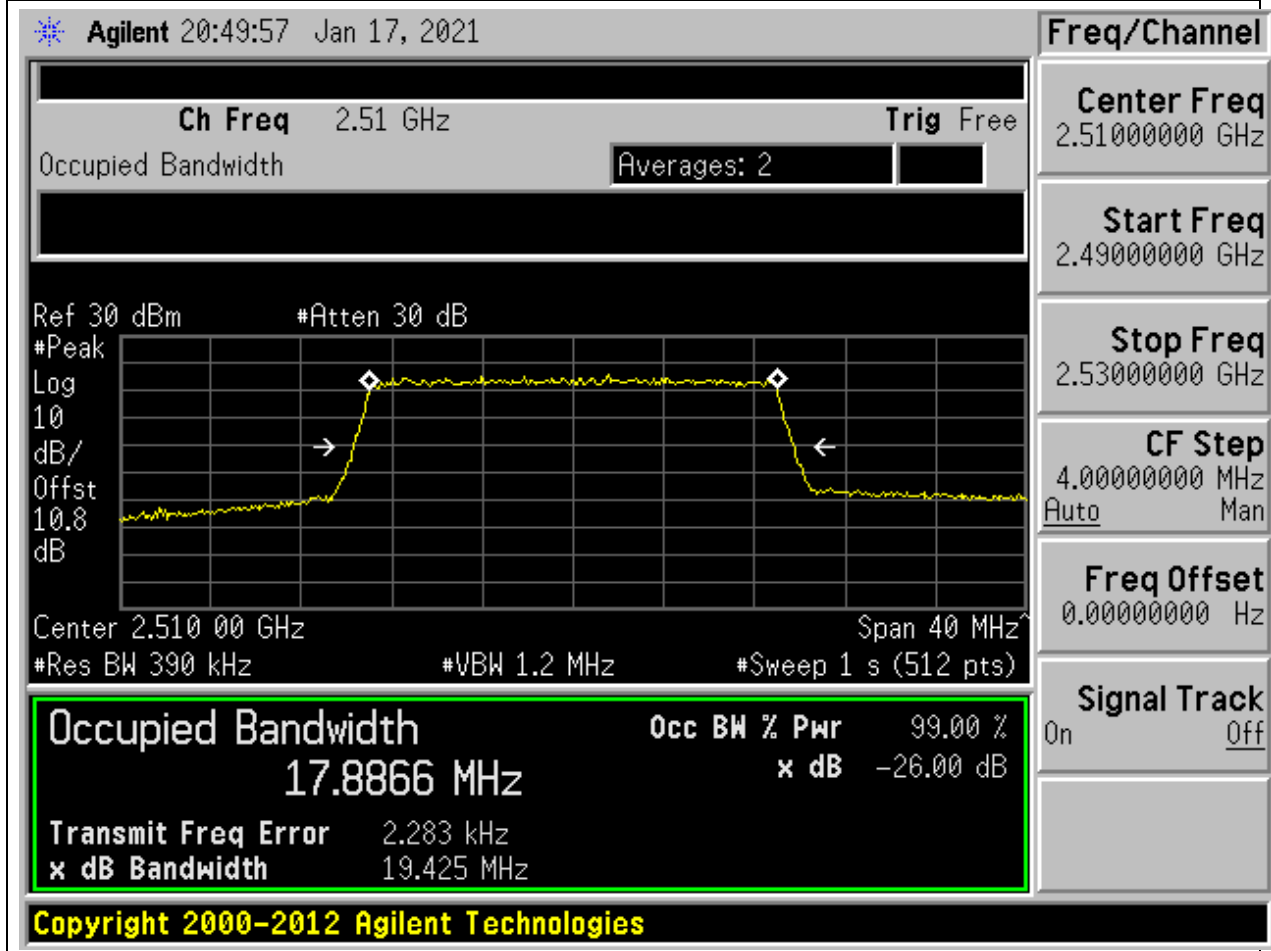 Agilent 20:49:57 Jan 17, 2021
Freq/Channel
Ch Freq 2.51 GHz Trig Free
Occupied Bandwidth Averages: 2
Ref 30 dBm #Atten 30 dB
#Peak
Log
10
dB/
Offst
10.8
dB
Center 2.510 00 GHz Span 40 MHz^
#Res BW 390 kHz #VBW 1.2 MHz #Sweep 1 s (512 pts)
Occupied Bandwidth Occ BW % Pwr 99.00 %
17.8866 MHz x dB -26.00 dB
Transmit Freq Error 2.283 kHz
x dB Bandwidth 19.425 MHz
Center Freq
2.51000000 GHz
Start Freq
2.49000000 GHz
Stop Freq
2.53000000 GHz
CF Step
4.00000000 MHz
Auto Man
Freq Offset
0.00000000 Hz
Signal Track
On Off
Copyright 2000-2012 Agilent Technologies